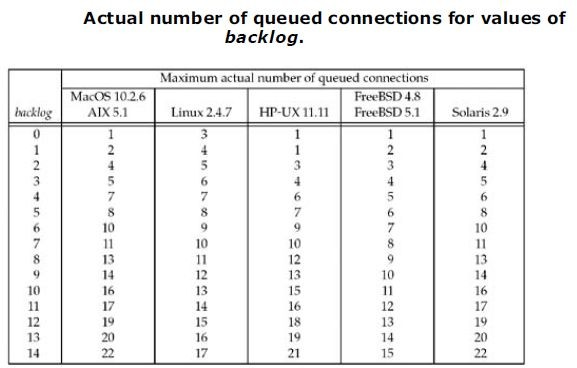 Actual number of queued connections for values of
backlog.
Maximum actual number of queued connections
MacOS 10.2.6 FreeBSD 4.8
backlog AIX 5.1 Linux 2.4.7 HP-UX 11.11 FreeBSD 5.1 Solaris 2.9
0 1 3 1 1 1
1 2 4 1 2 2
2 4 5 3 3 4
3 5 6 4 4 5
4 7 7 6 5 6
5 8 8 7 6 8
6 10 9 9 7 10
7 11 10 10 8 11
8 13 11 12 9 13
9 14 12 13 10 14
10 16 13 15 11 16
11 17 14 16 12 17
12 19 15 18 13 19
13 20 16 19 14 20
14 22 17 21 15 22